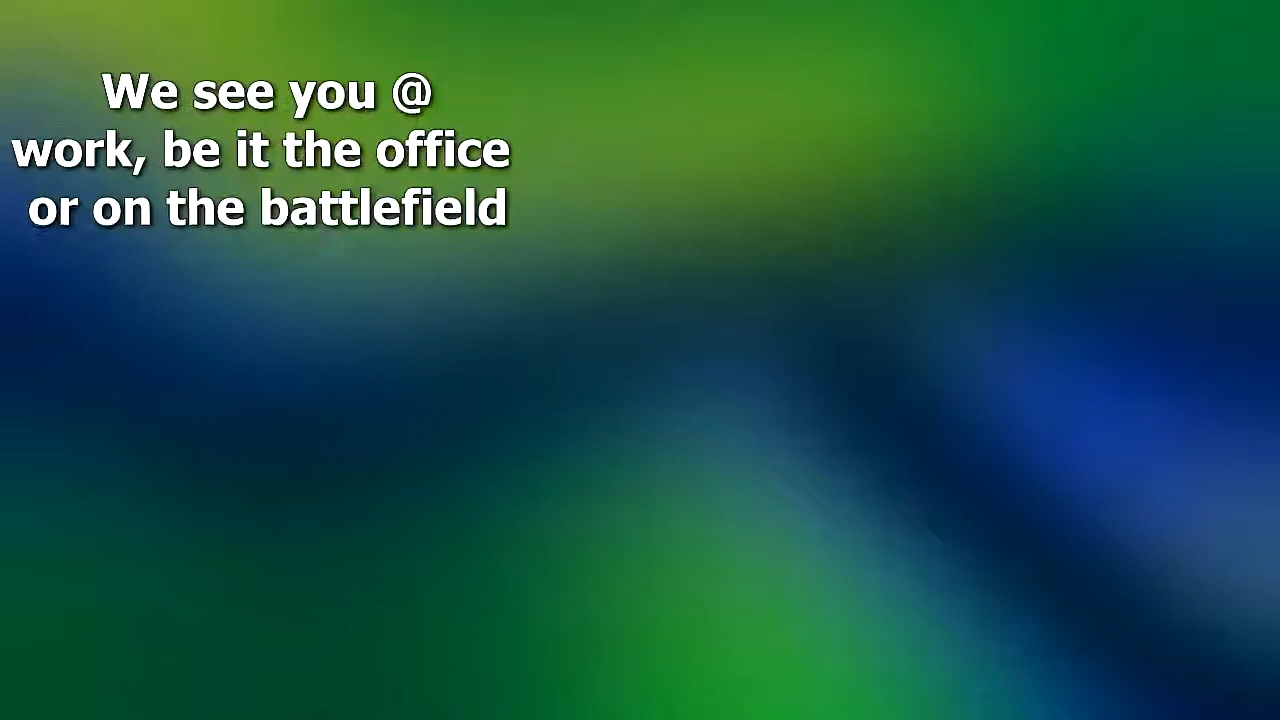 We see you @
work, be it the office
or on the battlefield